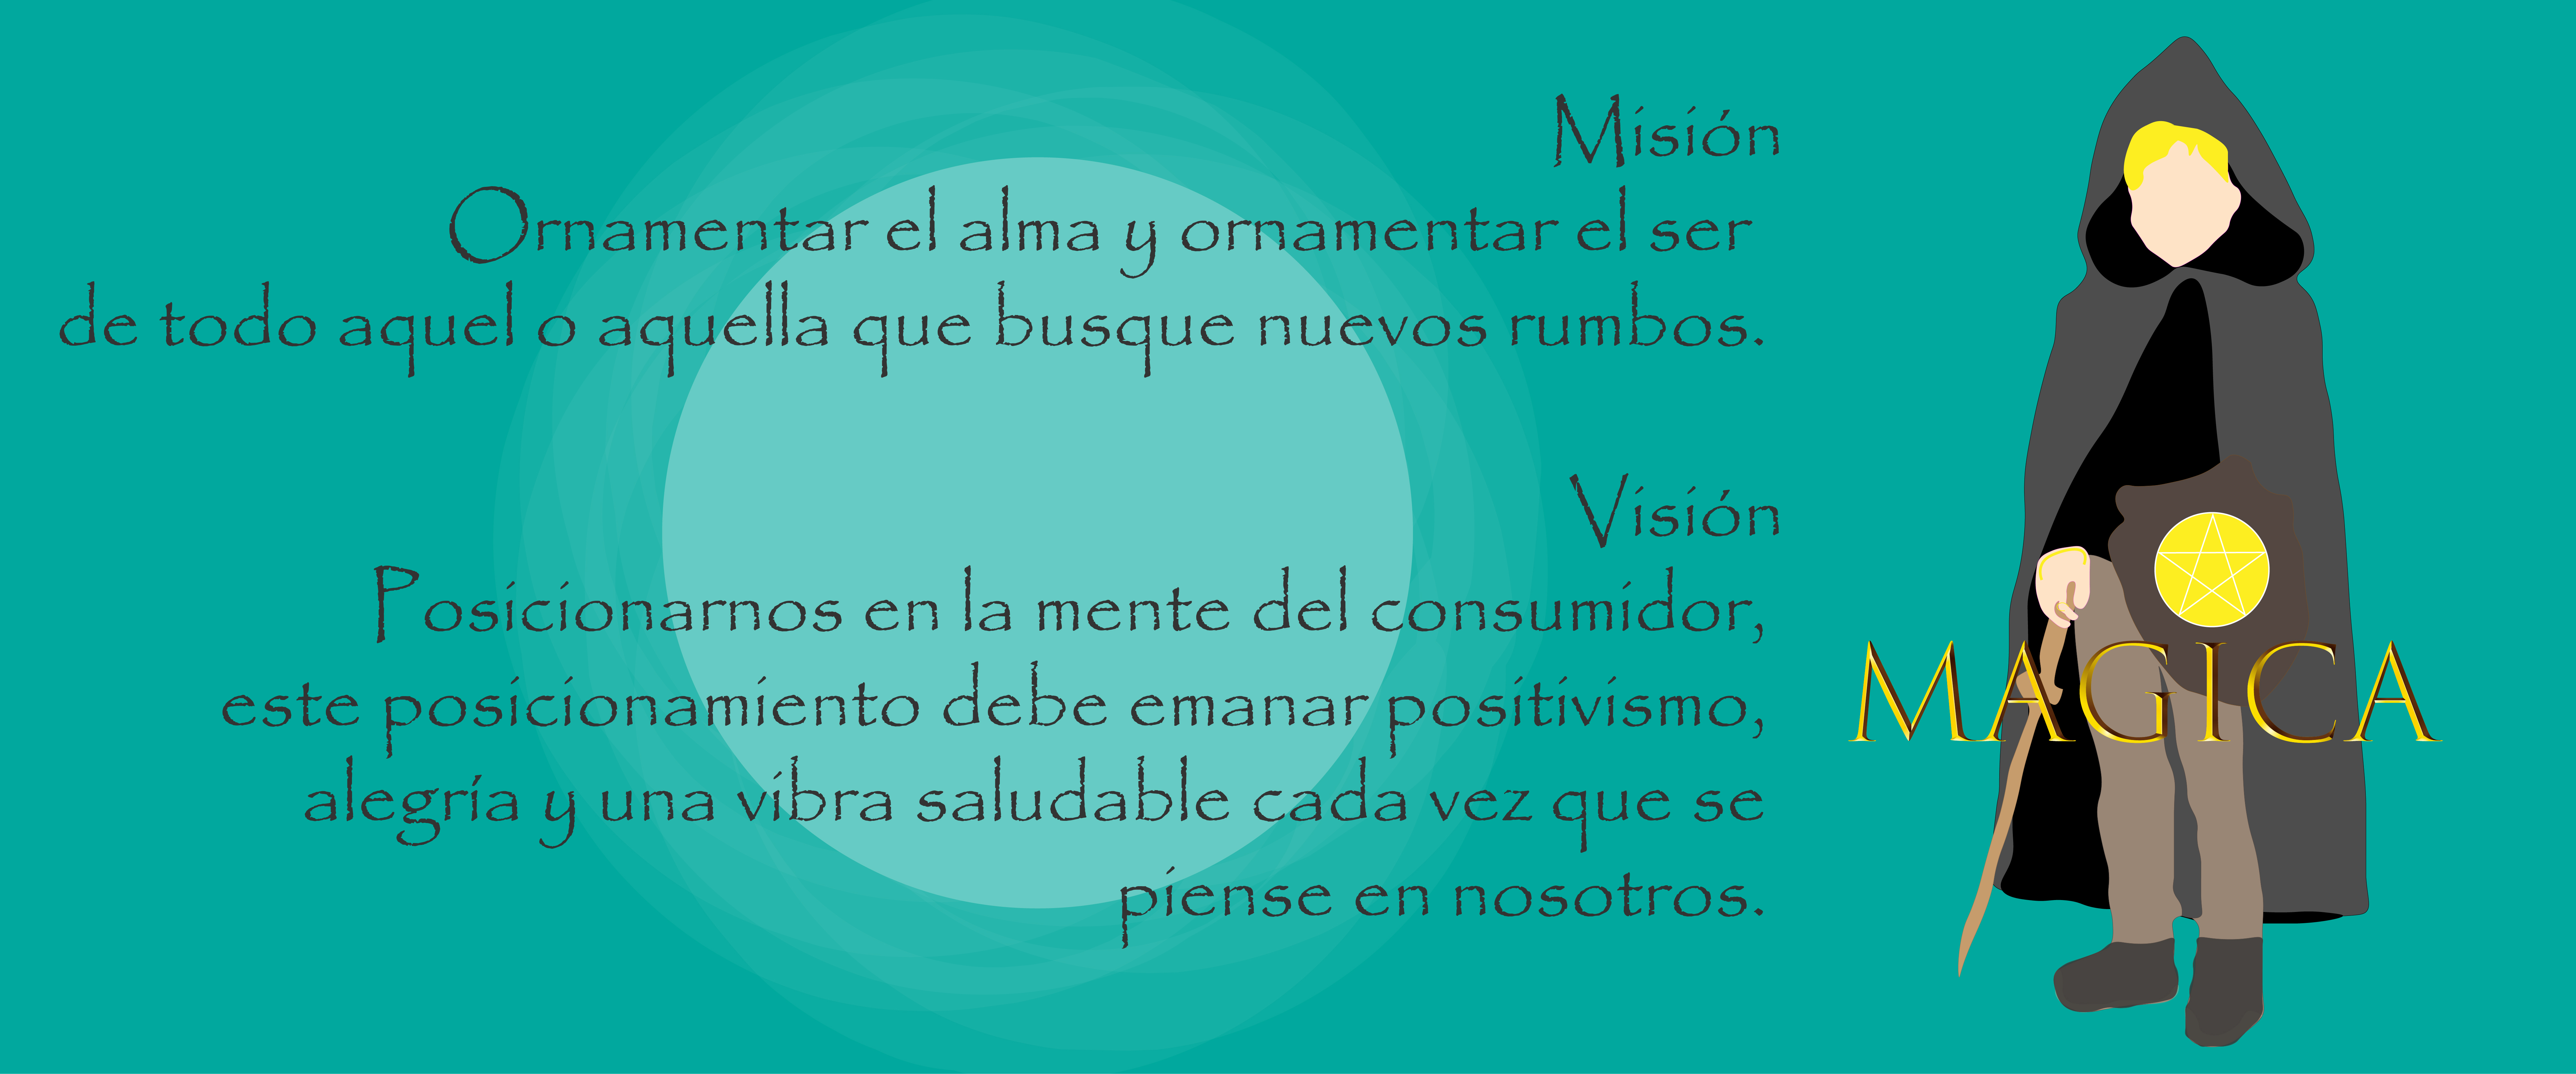 Misión
Ornamentar el alma y ornamentar el ser
de todo aquel o aquella que busque nuevos rumbos.
Visión
Posicionarnos en la mente del consumidor,
este posicionamiento debe emanar positivismo,
alegría y una vibra saludable cada vez que se
piense en nosotros.
MAGICA